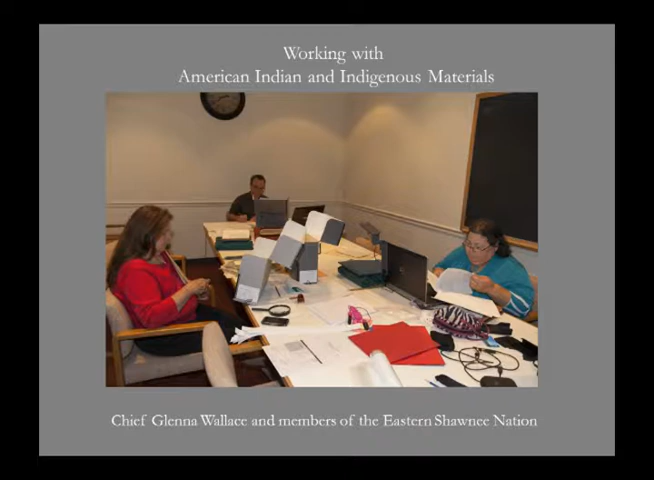 Working with
American Indian and Indigenous Materials
Chief Glenna Wallace and members of the Eastern Shawnee Nation